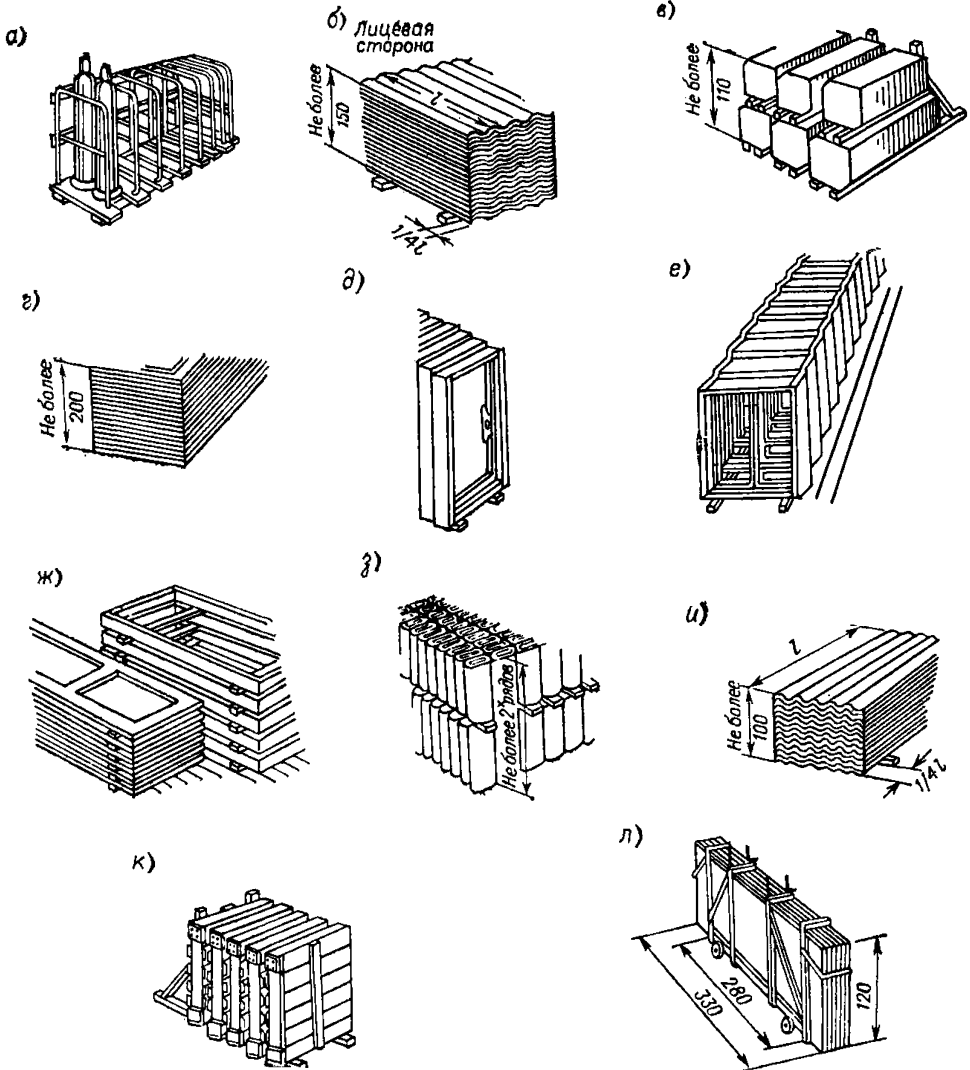 а)
б)
Лицевая
сторона
Не более
150
l
1/4l
в)
Не более
110
г)
Не более
200
д)
е)
ж)
з)
Не более 2х рядов
и)
l
Не более
100
1/4l
к)
л)
280
330
120